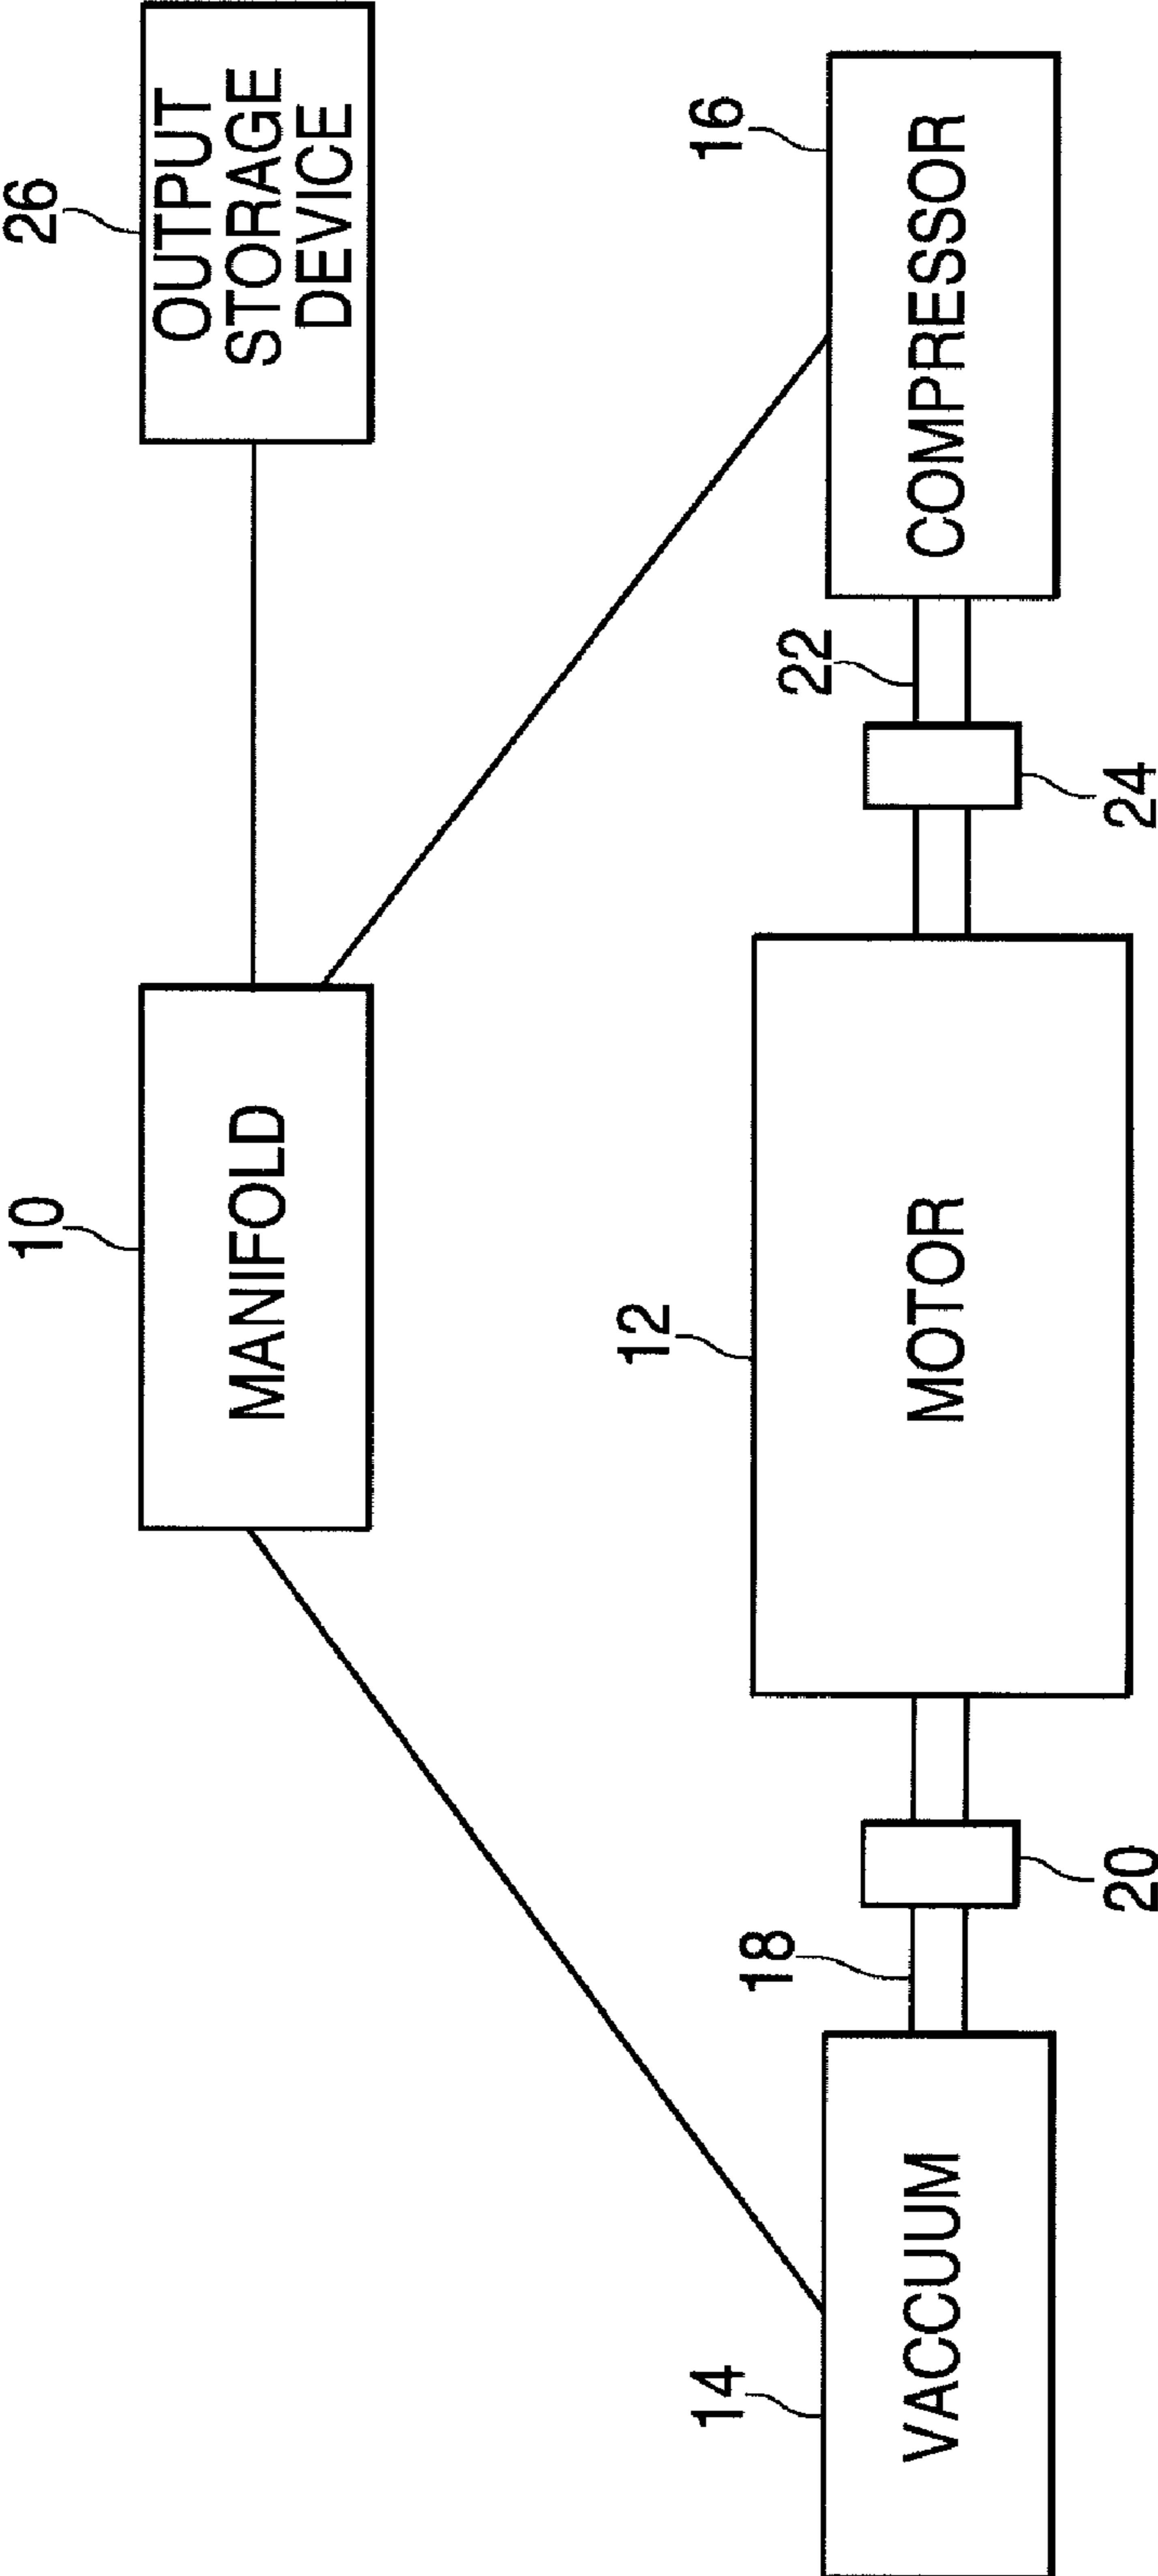 26
OUTPUT
STORAGE
DEVICE
10
MANIFOLD
16
COMPRESSOR
22
24
12
MOTOR
18
20
14
VACCUUM